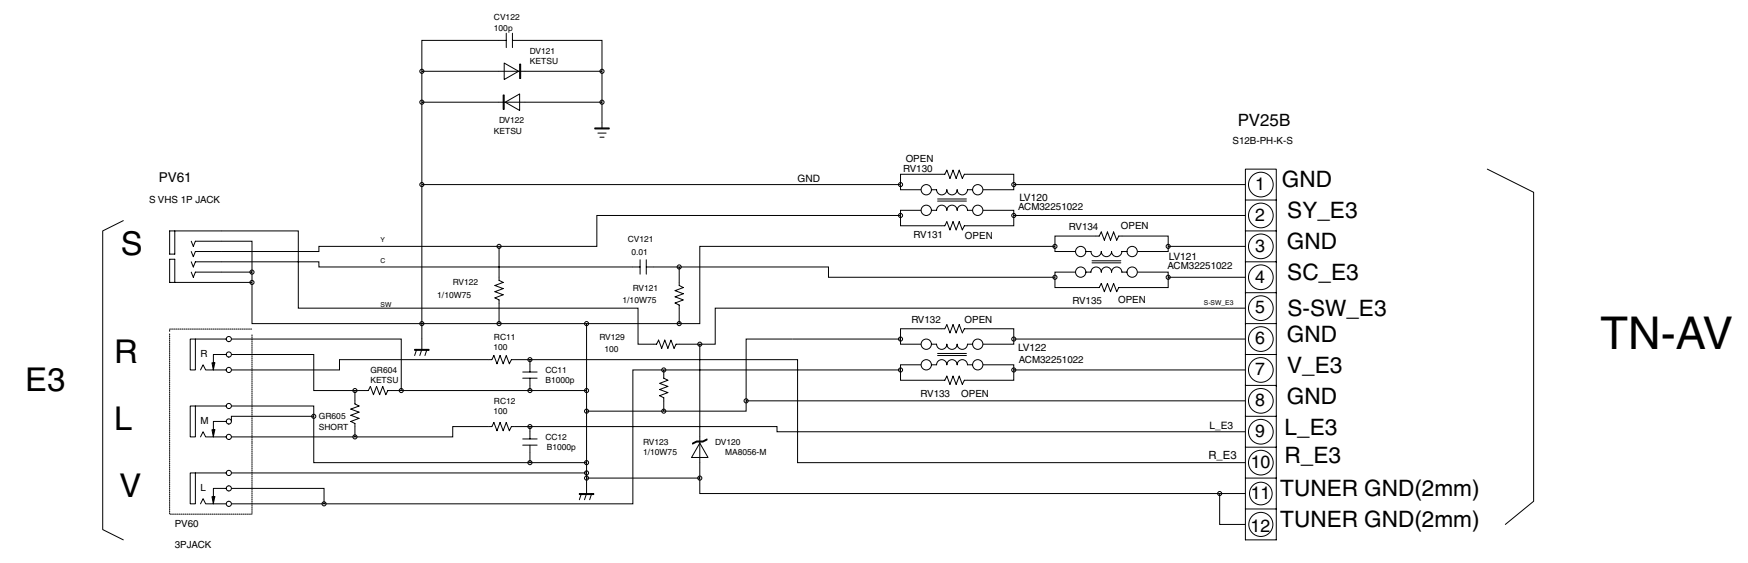 CV122
100p
DV121
KETSU
DV122
KETSU
PV25B
S12B-PH-K-S
OPEN
RV130
PV61
S VHS 1P JACK
GND
1 GND
LV120
ACM32251022
2 SY_E3
RV131 OPEN
RV134 OPEN
S
Y
CV121
0.01
3 GND
LV121
ACM32251022
C
4 SC_E3
RV122
1/10W75
RV121
1/10W75
RV135 OPEN
SW
S-SW_E3
5 S-SW_E3
RV132 OPEN
TN-AV
RC11
100
RV129
100
6 GND
R
R
LV122
ACM32251022
GR604
KETSU
CC11
B1000p
7 V_E3
E3
RV133 OPEN
8 GND
RC12
100
L
M
GR605
SHORT
L_E3
9 L_E3
CC12
B1000p
RV123
1/10W75
DV120
MA8056-M
R_E3
10 R_E3
V
L
11 TUNER GND(2mm)
12 TUNER GND(2mm)
PV60
3PJACK